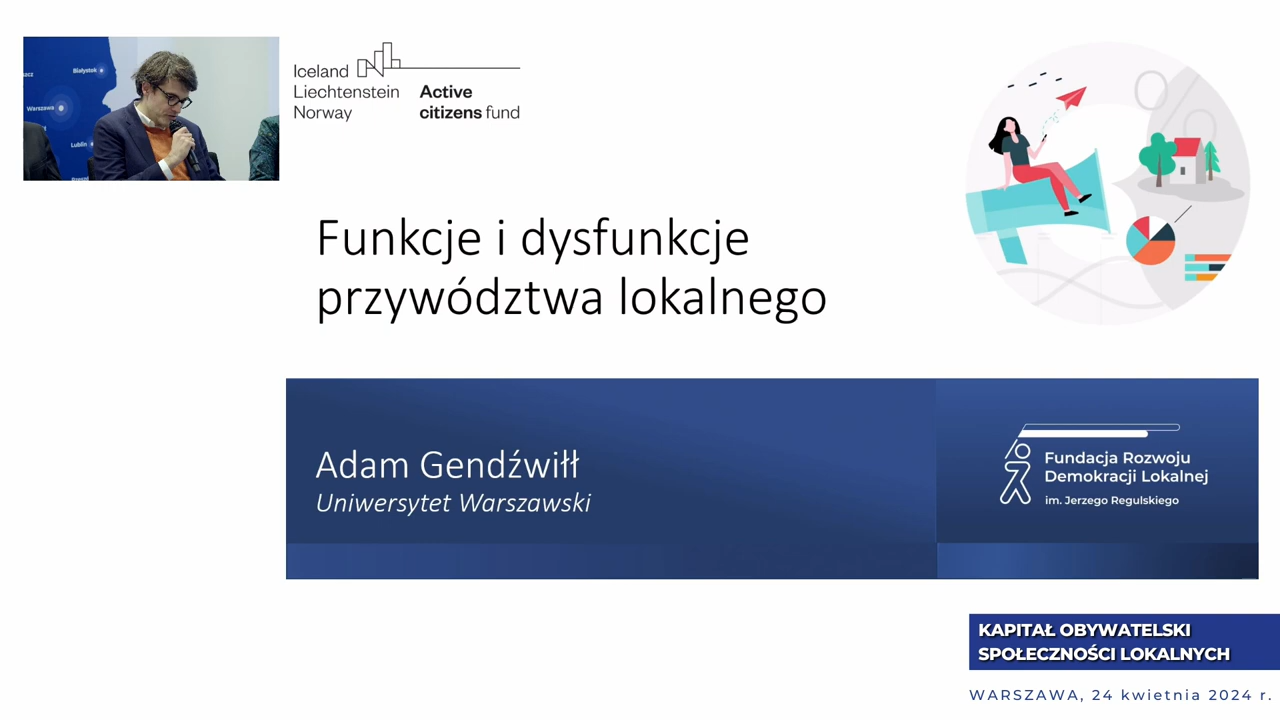 Białystok
Warszawa
Lublin
Iceland
Liechtenstein
Norway
Active
citizens fund
Funkcje i dysfunkcje
przywództwa lokalnego
Adam Gendźwiłł
Uniwersytet Warszawski
Fundacja Rozwoju
Demokracji Lokalnej
im. Jerzego Regulskiego
KAPITAŁ OBYWATELSKI
SPOŁECZNOŚCI LOKALNYCH
WARSZAWA, 24 kwietnia 2024 r.